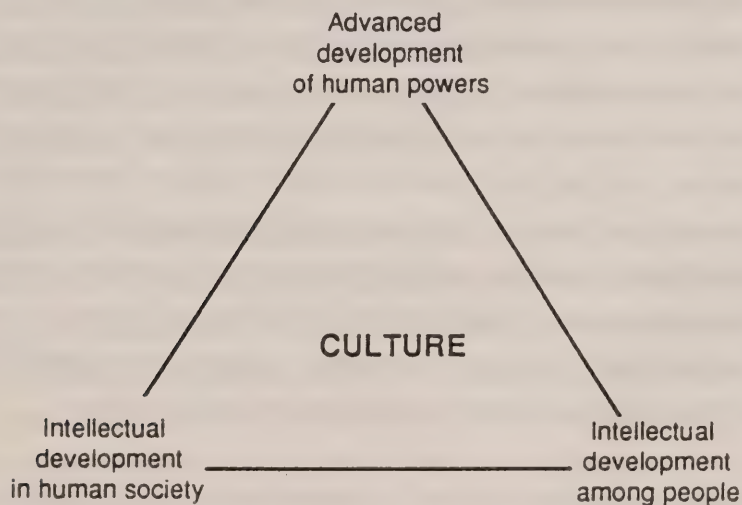 Advanced
development
of human powers
CULTURE
Intellectual
development
in human society
Intellectual
development
among people